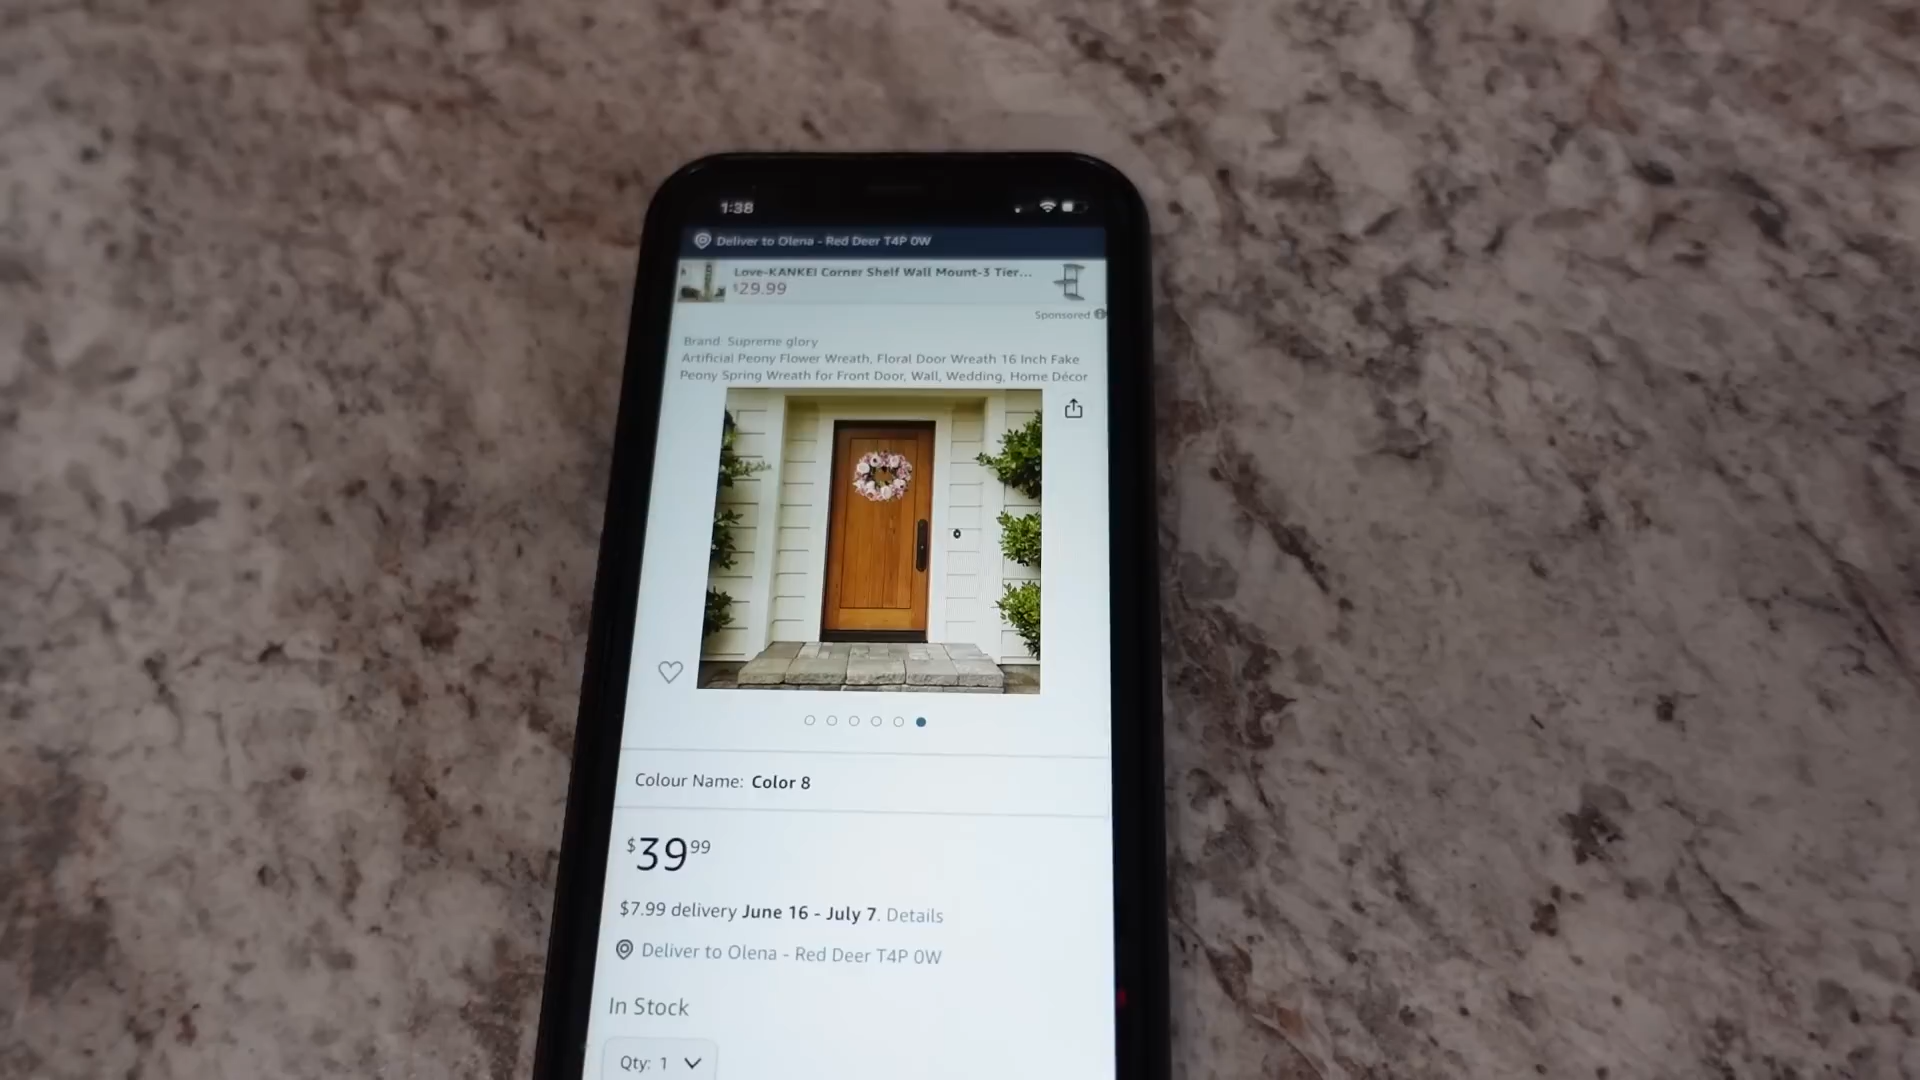 1:38
Deliver to Olena - Red Deer T4P 0W
Love-KANKEI Corner Shelf Wall Mount-3 Tier...
$29.99
Sponsored
Brand: Supreme glory
Artificial Peony Flower Wreath, Floral Door Wreath 16 Inch Fake
Peony Spring Wreath for Front Door, Wall, Wedding, Home Décor
Colour Name: Color 8
$39 99
$7.99 delivery June 16 - July 7. Details
Deliver to Olena - Red Deer T4P 0W
In Stock
Qty: 1